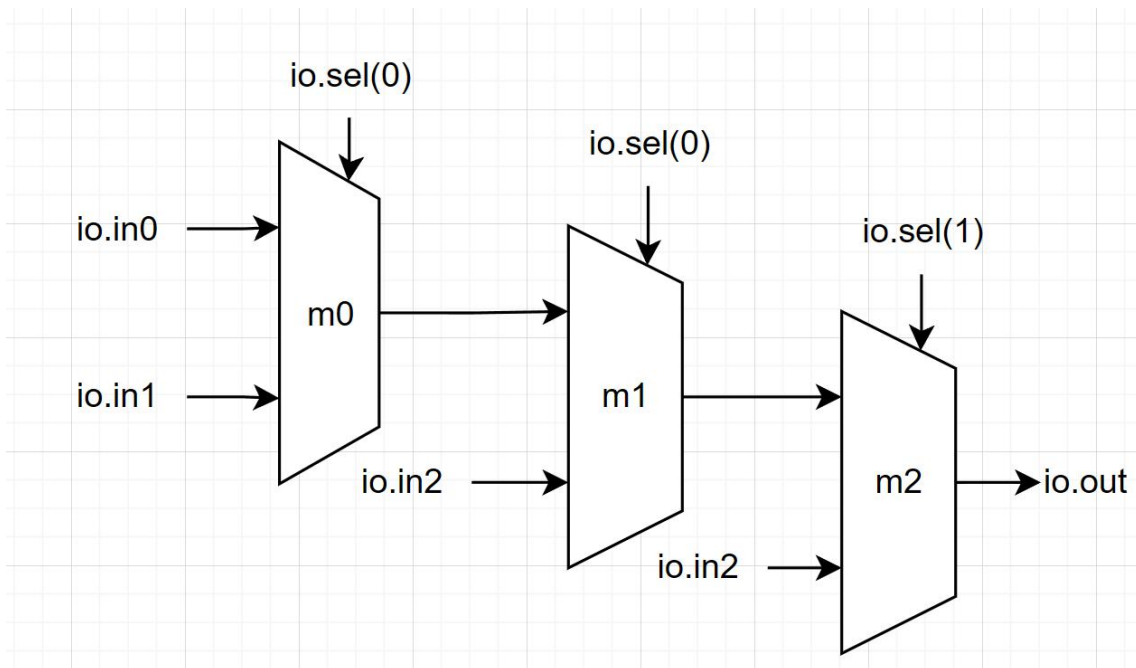 io.sel(0)
io.sel(0)
io.in0
io.sel(1)
m0
io.in1
m1
io.in2
m2
io.out
io.in2